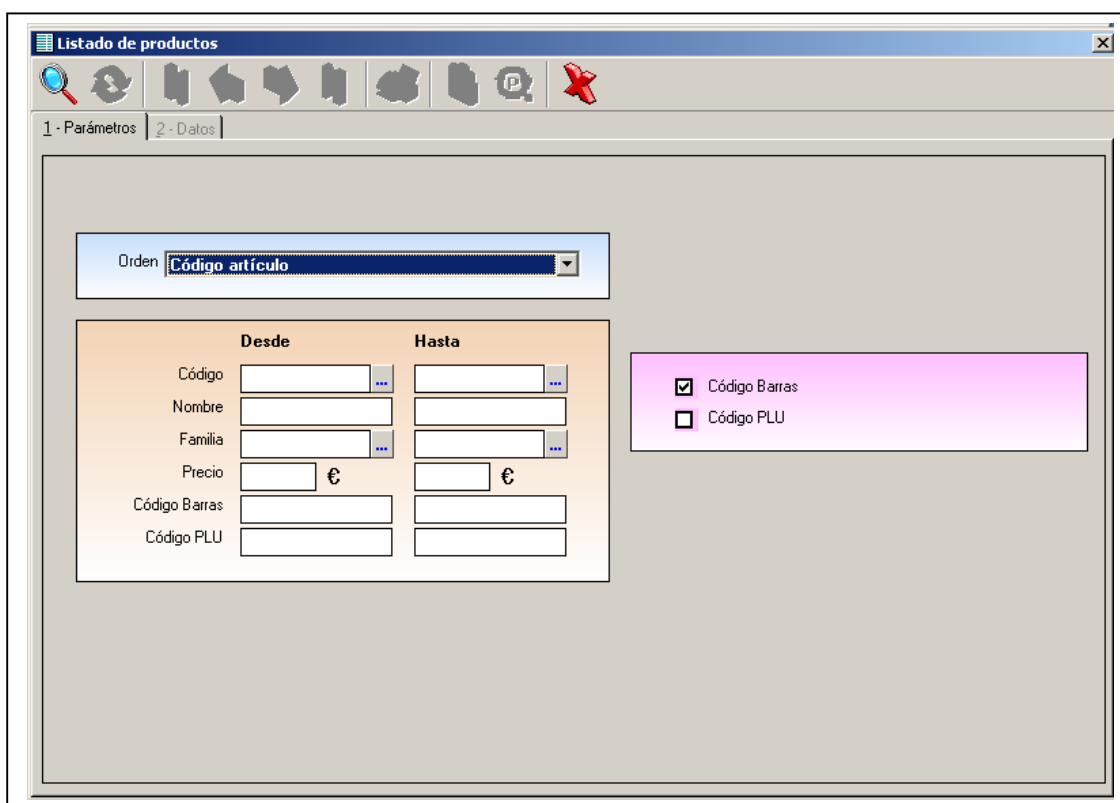 Listado de productos
1 - Parámetros 2 - Datos
Orden Código artículo
Desde Hasta
Código ... ...
Nombre
Familia ... ...
Precio € €
Código Barras
Código PLU
Código Barras
Código PLU